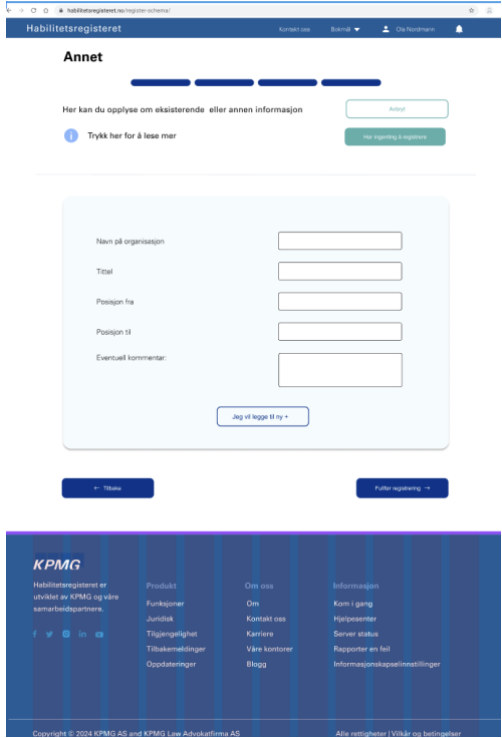 habilitetsregisteret.no/register-schema/
Habilitetsregisteret Kontakt oss Bokmål Ola Nordmann
Annet
Her kan du opplyse om eksisterende eller annen informasjon Avbryt
i Trykk her for å lese mer Har ingenting å registrere
Navn på organisasjon
Tittel
Posisjon fra
Posisjon til
Eventuell kommentar:
Jeg vil legge til ny +
← Tilbake Fullfør registrering →
KPMG
Habilitetsregisteret er
utviklet av KPMG og våre
samarbeidspartnere.
Produkt
Funksjoner
Juridisk
Tilgjengelighet
Tilbakemeldinger
Oppdateringer
Om oss
Om
Kontakt oss
Karriere
Våre kontorer
Blogg
Informasjon
Kom i gang
Hjelpesenter
Server status
Rapporter en feil
Informasjonskapselinnstillinger
Copyright © 2024 KPMG AS and KPMG Law Advokatfirma AS Alle rettigheter | Vilkår og betingelser